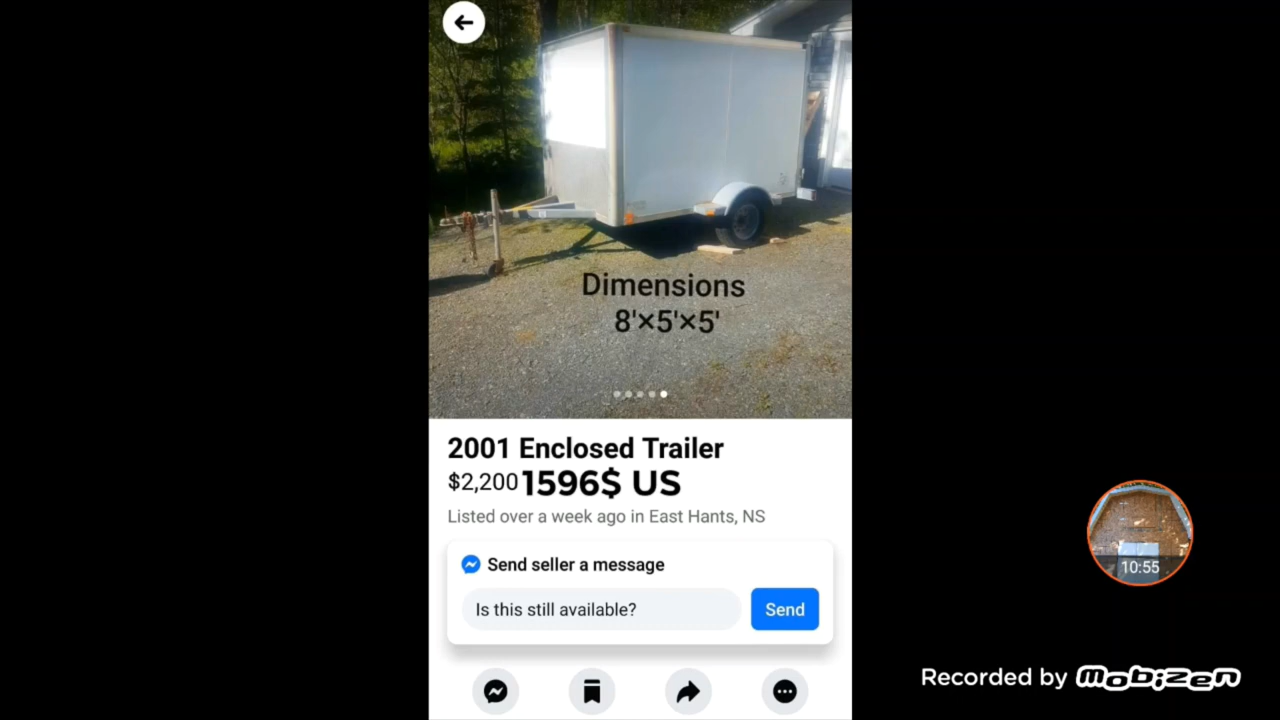 Dimensions
8'×5'×5'
2001 Enclosed Trailer
$2,200 1596$ US
Listed over a week ago in East Hants, NS
Send seller a message
Is this still available?
Send
10:55
Recorded by mobizen